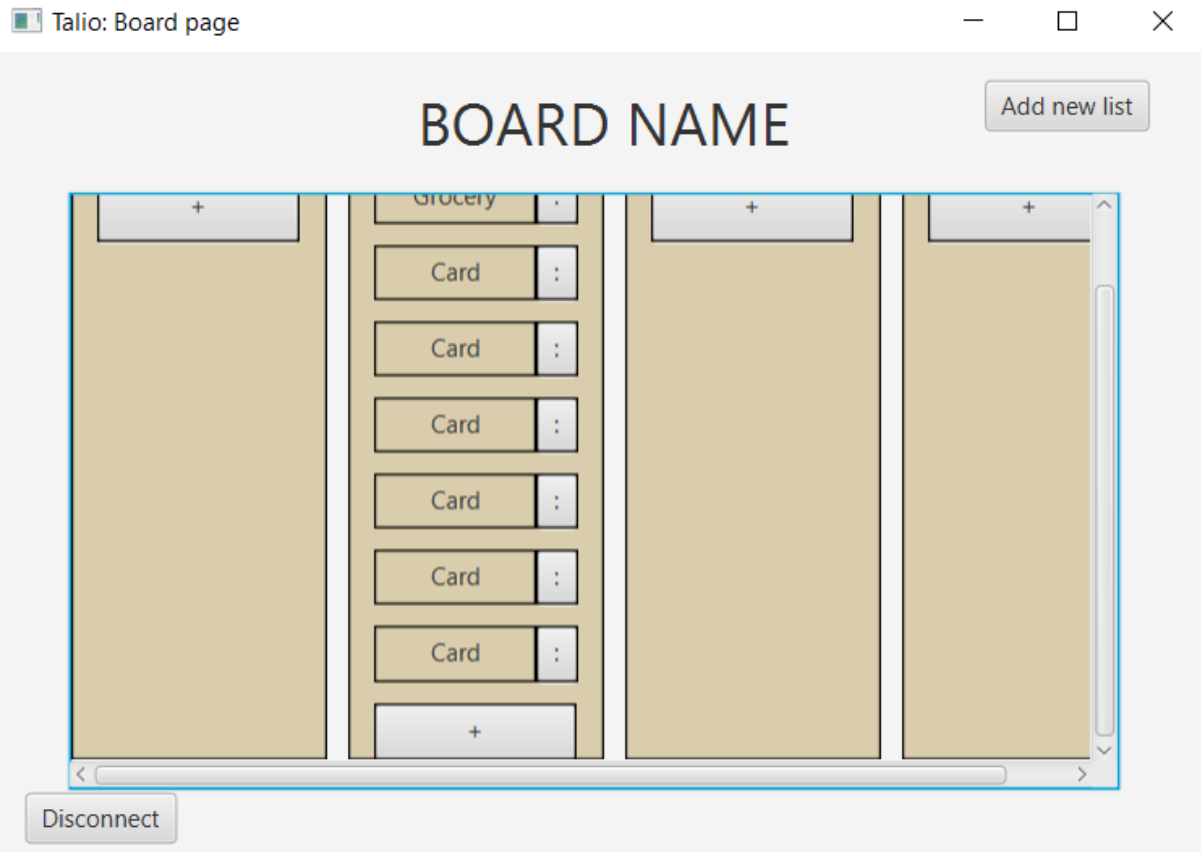 Talio: Board page
BOARD NAME
Add new list
+
Grocery :
+
+
Card :
Card :
Card :
Card :
Card :
Card :
+
Disconnect